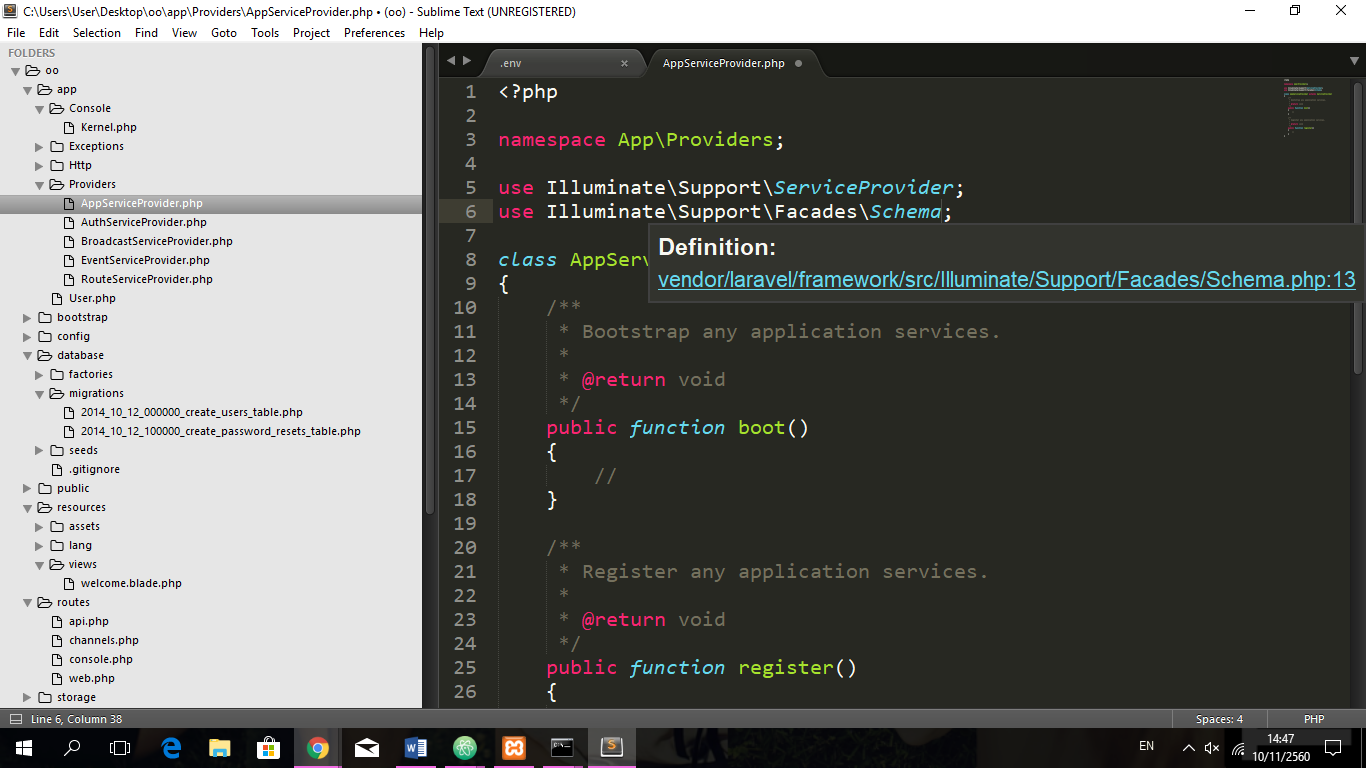 C:\Users\User\Desktop\oo\app\Providers\AppServiceProvider.php • (oo) - Sublime Text (UNREGISTERED)
File Edit Selection Find View Goto Tools Project Preferences Help
FOLDERS
oo
app
Console
Kernel.php
Exceptions
Http
Providers
AppServiceProvider.php
AuthServiceProvider.php
BroadcastServiceProvider.php
EventServiceProvider.php
RouteServiceProvider.php
User.php
bootstrap
config
database
factories
migrations
2014_10_12_000000_create_users_table.php
2014_10_12_100000_create_password_resets_table.php
seeds
.gitignore
public
resources
assets
lang
views
welcome.blade.php
routes
api.php
channels.php
console.php
web.php
storage
.env × AppServiceProvider.php
1 <?php
2
3 namespace App\Providers;
4
5 use Illuminate\Support\ServiceProvider;
6 use Illuminate\Support\Facades\Schema;
7
Definition:
vendor/laravel/framework/src/Illuminate/Support/Facades/Schema.php:13
8 class AppServ
9 {
10 /**
11 * Bootstrap any application services.
12 *
13 * @return void
14 */
15 public function boot()
16 {
17 //
18 }
19
20 /**
21 * Register any application services.
22 *
23 * @return void
24 */
25 public function register()
26 {
Line 6, Column 38 Spaces: 4 PHP
EN 14:47
10/11/2560